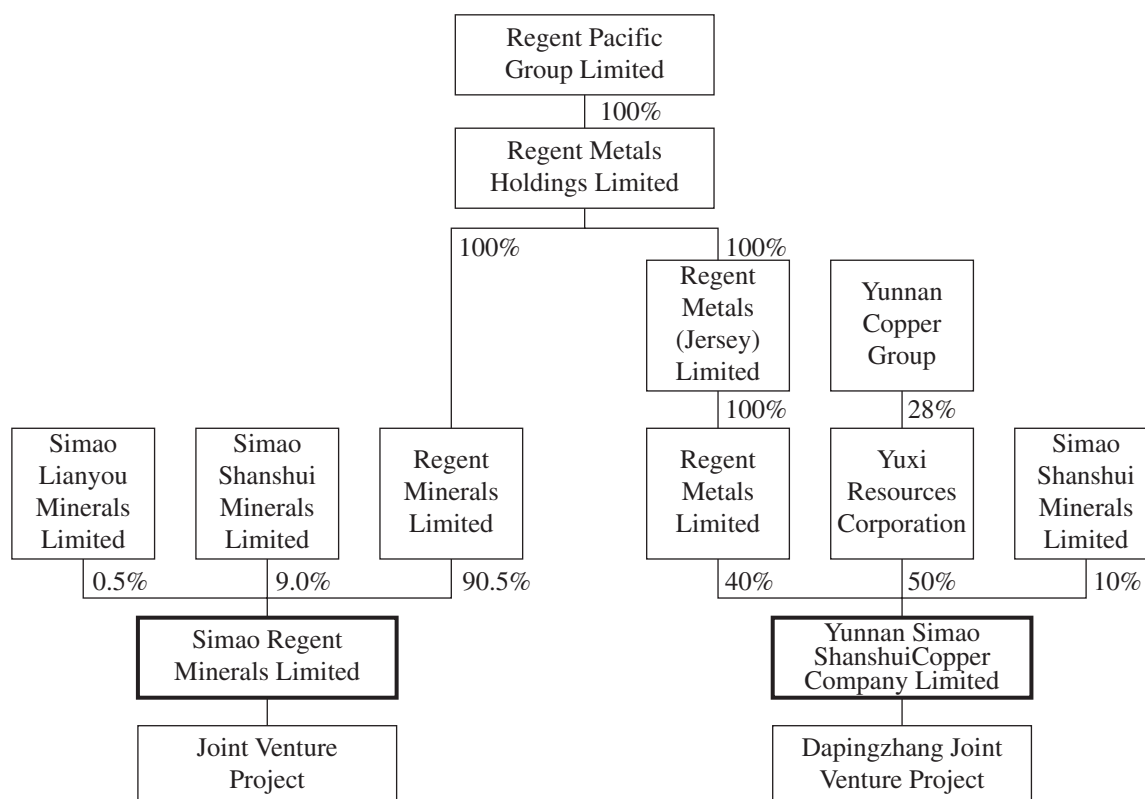 Regent Pacific
Group Limited
100%
Regent Metals
Holdings Limited
100%
100%
Regent
Metals
(Jersey)
Limited
Yunnan
Copper
Group
100%
28%
Simao
Lianyou
Minerals
Limited
Simao
Shanshui
Minerals
Limited
Regent
Minerals
Limited
Regent
Metals
Limited
Yuxi
Resources
Corporation
Simao
Shanshui
Minerals
Limited
0.5%
9.0%
90.5%
40%
50%
10%
Simao Regent
Minerals Limited
Yunnan Simao
ShanshuiCopper
Company Limited
Joint Venture
Project
Dapingzhang Joint
Venture Project